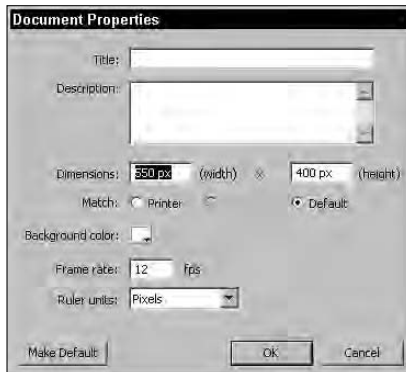 Document Properties
Title:
Description:
Dimensions: 550 px (width) x 400 px (height)
Match: Printer Default
Background color:
Frame rate: 12 fps
Ruler units: Pixels
Make Default OK Cancel